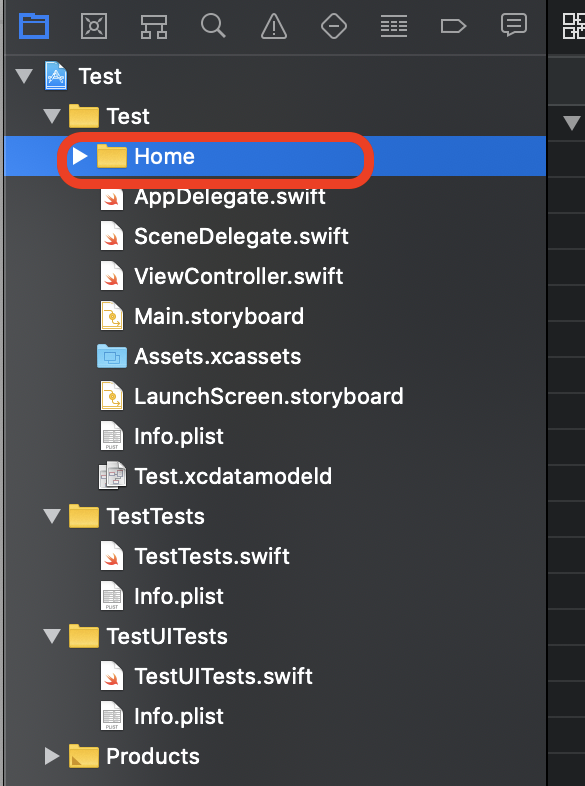 Test
Test
Home
AppDelegate.swift
SceneDelegate.swift
ViewController.swift
Main.storyboard
Assets.xcassets
LaunchScreen.storyboard
Info.plist
Test.xcdatamodeld
TestTests
TestTests.swift
Info.plist
TestUITests
TestUITests.swift
Info.plist
Products